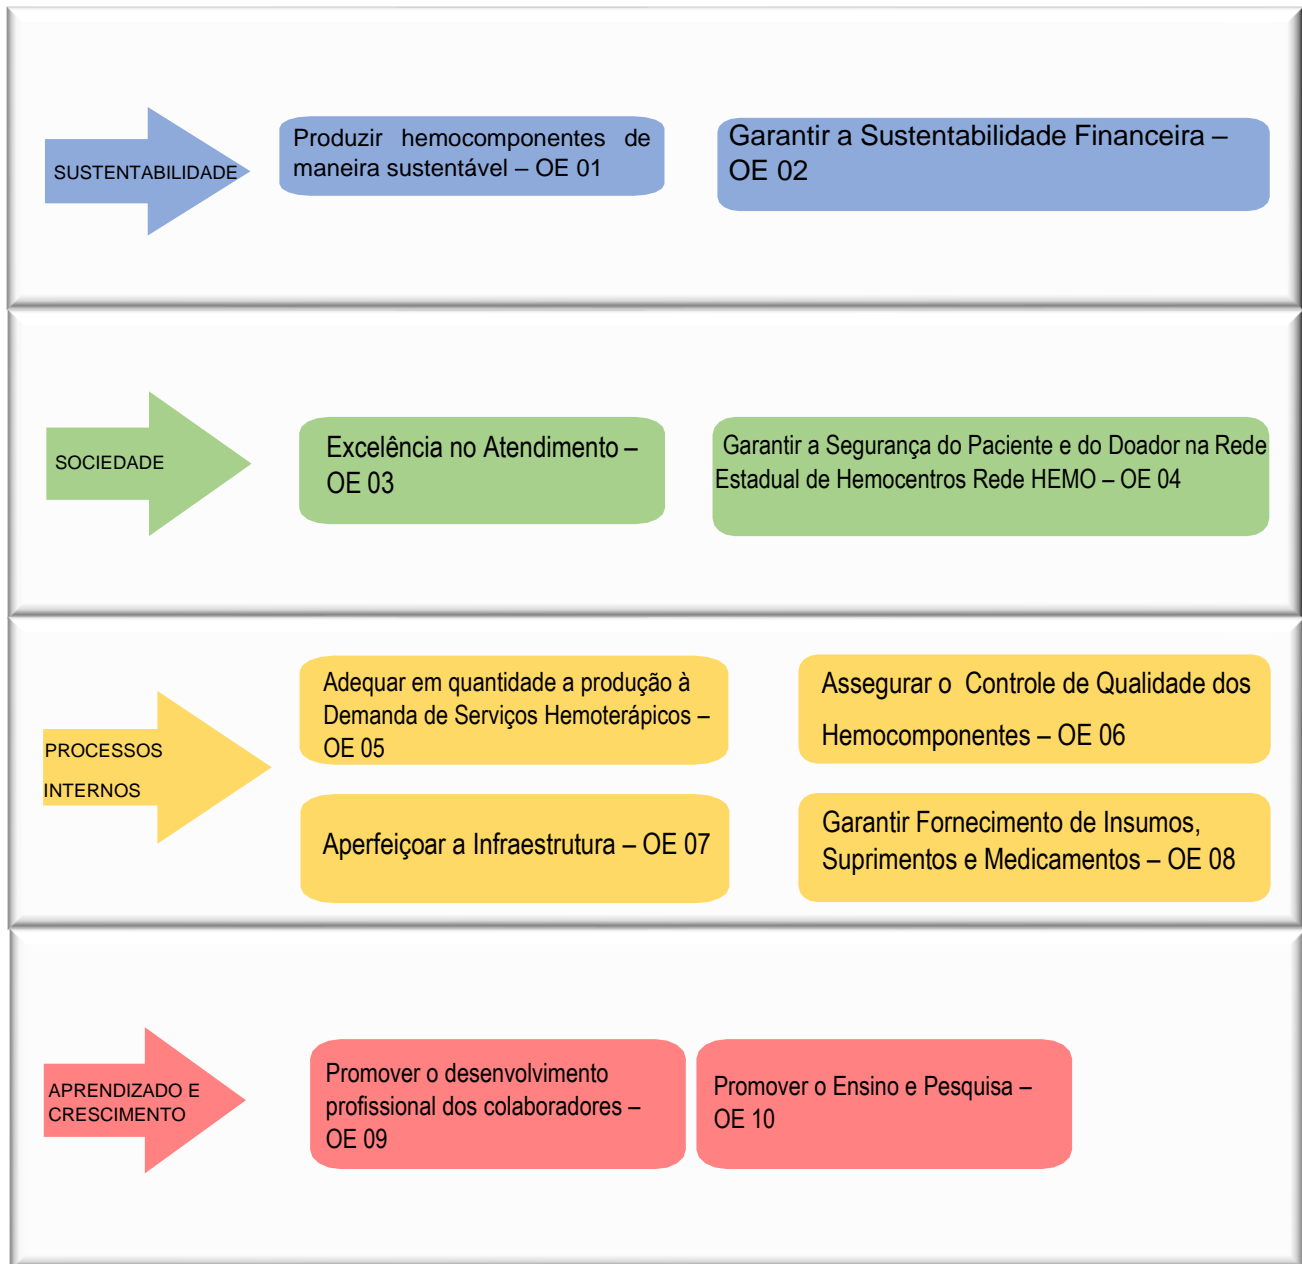 SUSTENTABILIDADE
Produzir hemocomponentes de
maneira sustentável – OE 01
Garantir a Sustentabilidade Financeira –
OE 02
SOCIEDADE
Excelência no Atendimento –
OE 03
Garantir a Segurança do Paciente e do Doador na Rede
Estadual de Hemocentros Rede HEMO – OE 04
PROCESSOS
INTERNOS
Adequar em quantidade a produção à
Demanda de Serviços Hemoterápicos –
OE 05
Assegurar o Controle de Qualidade dos
Hemocomponentes – OE 06
Aperfeiçoar a Infraestrutura – OE 07
Garantir Fornecimento de Insumos,
Suprimentos e Medicamentos – OE 08
APRENDIZADO E
CRESCIMENTO
Promover o desenvolvimento
profissional dos colaboradores –
OE 09
Promover o Ensino e Pesquisa –
OE 10